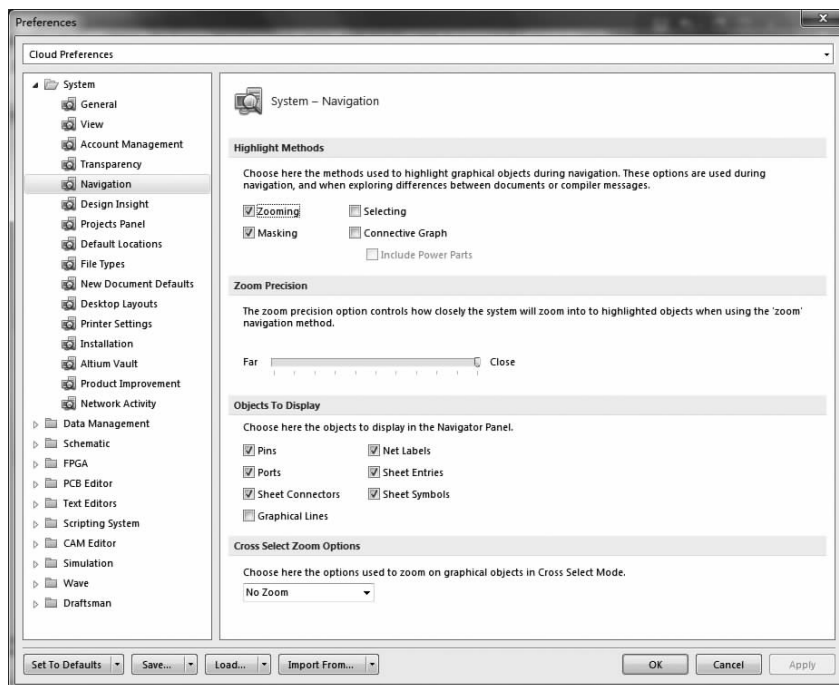 Preferences
Cloud Preferences
System
General
View
Account Management
Transparency
Navigation
Design Insight
Projects Panel
Default Locations
File Types
New Document Defaults
Desktop Layouts
Printer Settings
Installation
Altium Vault
Product Improvement
Network Activity
Data Management
Schematic
FPGA
PCB Editor
Text Editors
Scripting System
CAM Editor
Simulation
Wave
Draftsman
System – Navigation
Highlight Methods
Choose here the methods used to highlight graphical objects during navigation. These options are used during
navigation, and when exploring differences between documents or compiler messages.
Zooming Selecting
Masking Connective Graph
Include Power Parts
Zoom Precision
The zoom precision option controls how closely the system will zoom into to highlighted objects when using the 'zoom'
navigation method.
Far Close
Objects To Display
Choose here the objects to display in the Navigator Panel.
Pins Net Labels
Ports Sheet Entries
Sheet Connectors Sheet Symbols
Graphical Lines
Cross Select Zoom Options
Choose here the options used to zoom on graphical objects in Cross Select Mode.
No Zoom
Set To Defaults Save... Load... Import From... OK Cancel Apply